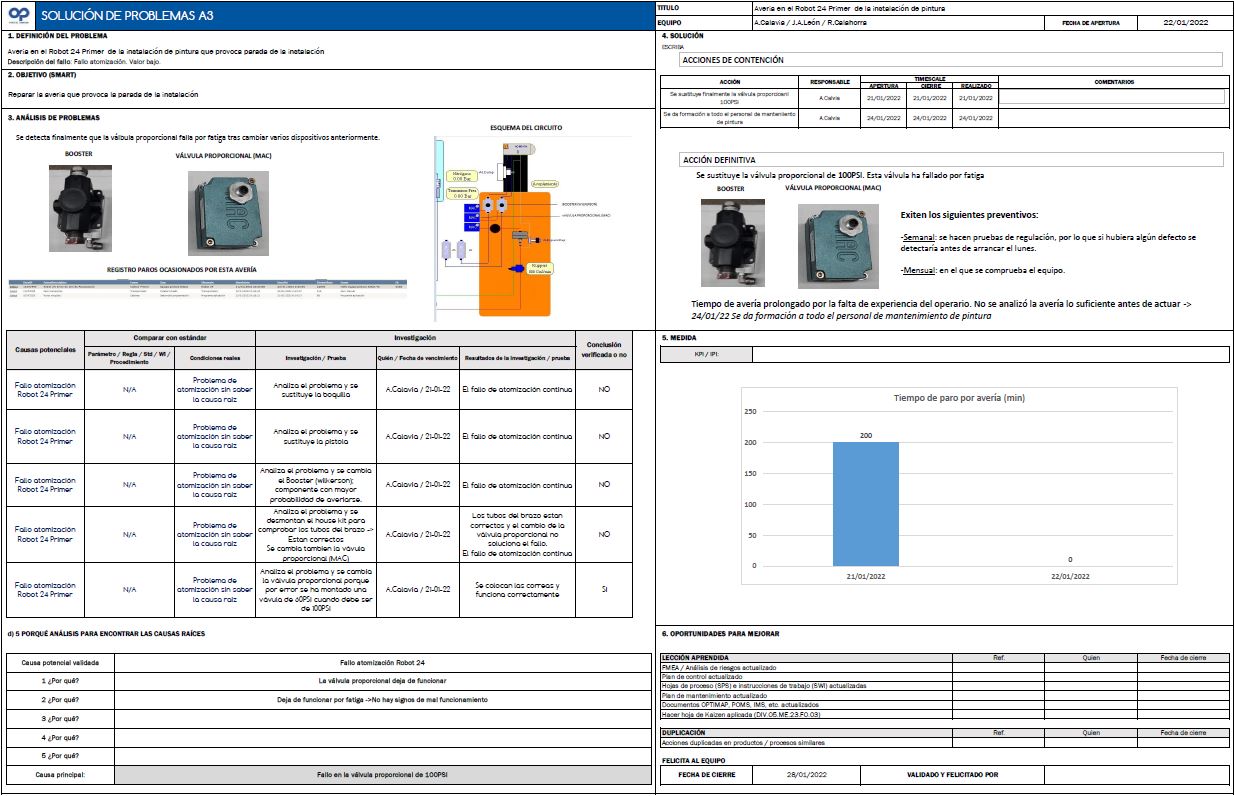 OP
SOLUCIÓN DE PROBLEMAS A3
1. DEFINICIÓN DEL PROBLEMA
Averia en el Robot 24 Primer de la instalación de pintura que provoca parada de la instalación
Descripción del fallo: Fallo atomización. Valor bajo.
2. OBJETIVO (SMART)
Reparar la averia que provoca la parada de la instalación
3. ANÁLISIS DE PROBLEMAS
Se detecta finalmente que la válbula proporcional falla por fatiga tras cambiar varios dispositivos anteriormente.
BOOSTER
VÁLVULA PROPORCIONAL (MAC)
ESQUEMA DEL CIRCUITO
REGISTRO PAROS OCASIONADOS POR ESTA AVERÍA
Causas potenciales
Comparar con estándar
Investigación
Conclusión verificada o no
Parámetro / Regla / Std / WI / Procedimiento
Condiciones reales
Investigación / Prueba
Quién / Fecha de vencimiento
Resultados de la investigación / prueba
Fallo atomización Robot 24 Primer
N/A
Problema de atomización sin saber la causa raiz
Analiza el problema y se sustituye la boquilla
A.Calavia / 21-01-22
El fallo de atomización continua
NO
Fallo atomización Robot 24 Primer
N/A
Problema de atomización sin saber la causa raiz
Analiza el problema y se sustituye la pistola
A.Calavia / 21-01-22
El fallo de atomización continua
NO
Fallo atomización Robot 24 Primer
N/A
Problema de atomización sin saber la causa raiz
Analiza el problema y se cambia el Booster (wilkerson); componente con mayor probabilidad de averiarse.
A.Calavia / 21-01-22
El fallo de atomización continua
NO
Fallo atomización Robot 24 Primer
N/A
Problema de atomización sin saber la causa raiz
Analiza el problema y se desmontan el house kit para comprobar los tubos del brazo -> Estan correctos
Se cambia tambien la vávula proporcional (MAC)
A.Calavia / 21-01-22
Los tubos del brazo estan correctos y el cambio de la válvula proporcional no soluciona el fallo.
El fallo de atomización continua
NO
Fallo atomización Robot 24 Primer
N/A
Problema de atomización sin saber la causa raiz
Analiza el problema y se cambia la válvula proporcional porque por error se ha montado una vávula de 60PSI cuando debe ser de 100PSI
A.Calavia / 21-01-22
Se colocan las correas y funciona correctamente
SI
d) 5 PORQUÉ ANÁLISIS PARA ENCONTRAR LAS CAUSAS RAÍCES
Causa potencial validada
Fallo atomización Robot 24
1 ¿Por qué?
La válvula proporcional deja de funcionar
2 ¿Por qué?
Deja de funcionar por fatiga ->No hay signos de mal funcionamiento
3 ¿Por qué?
4 ¿Por qué?
5 ¿Por qué?
Causa principal:
Fallo en la válvula proporcional de 100PSI
TITULO
Averia en el Robot 24 Primer de la instalación de pintura
EQUIPO
A.Calavia / J.A.León / R.Calahorra
FECHA DE APERTURA
22/01/2022
4. SOLUCIÓN
ESCRIBA
ACCIONES DE CONTENCIÓN
ACCIÓN
RESPONSABLE
TIMESCALE
APERTURA
CIERRE
REALIZADO
COMENTARIOS
Se sustituye finalmente la válvula proporcioanl 100PSI
A.Calvia
21/01/2022
21/01/2022
21/01/2022
Se da formación a todo el personal de mantenimiento de pintura
A.Calvia
24/01/2022
24/01/2022
24/01/2022
ACCIÓN DEFINITIVA
Se sustituye la válvula proporcional de 100PSI. Esta válvula ha fallado por fatiga
BOOSTER
VÁLVULA PROPORCIONAL (MAC)
Exiten los siguientes preventivos:
-Semanal: se hacen pruebas de regulación, por lo que si hubiera algún defecto se detectaría antes de arrancar el lunes.
-Mensual: en el que se comprueba el equipo.
Tiempo de avería prolongado por la falta de experiencia del operario. No se analizó la avería lo suficiente antes de actuar ->
24/01/22 Se da formación a todo el personal de mantenimiento de pintura
5. MEDIDA
KPI / IPI:
Tiempo de paro por avería (min)
250
200
150
100
50
0
200
0
21/01/2022
22/01/2022
6. OPORTUNIDADES PARA MEJORAR
LECCIÓN APRENDIDA
Ref.
Quien
Fecha de cierre
FMEA / Análisis de riesgos actualizado
Plan de control actualizado
Hojas de proceso (SPS) e instrucciones de trabajo (SWI) actualizadas
Plan de mantenimiento actualizado
Documentos OPTIMAP, POMS, IMS, etc. actualizados
Hacer hoja de Kaizen aplicada (DIV.05.ME.23.FO.03)
DUPLICACIÓN
Ref.
Quien
Fecha de cierre
Acciones duplicadas en productos / procesos similares
FELICITA AL EQUIPO
FECHA DE CIERRE
28/01/2022
VALIDADO Y FELICITADO POR